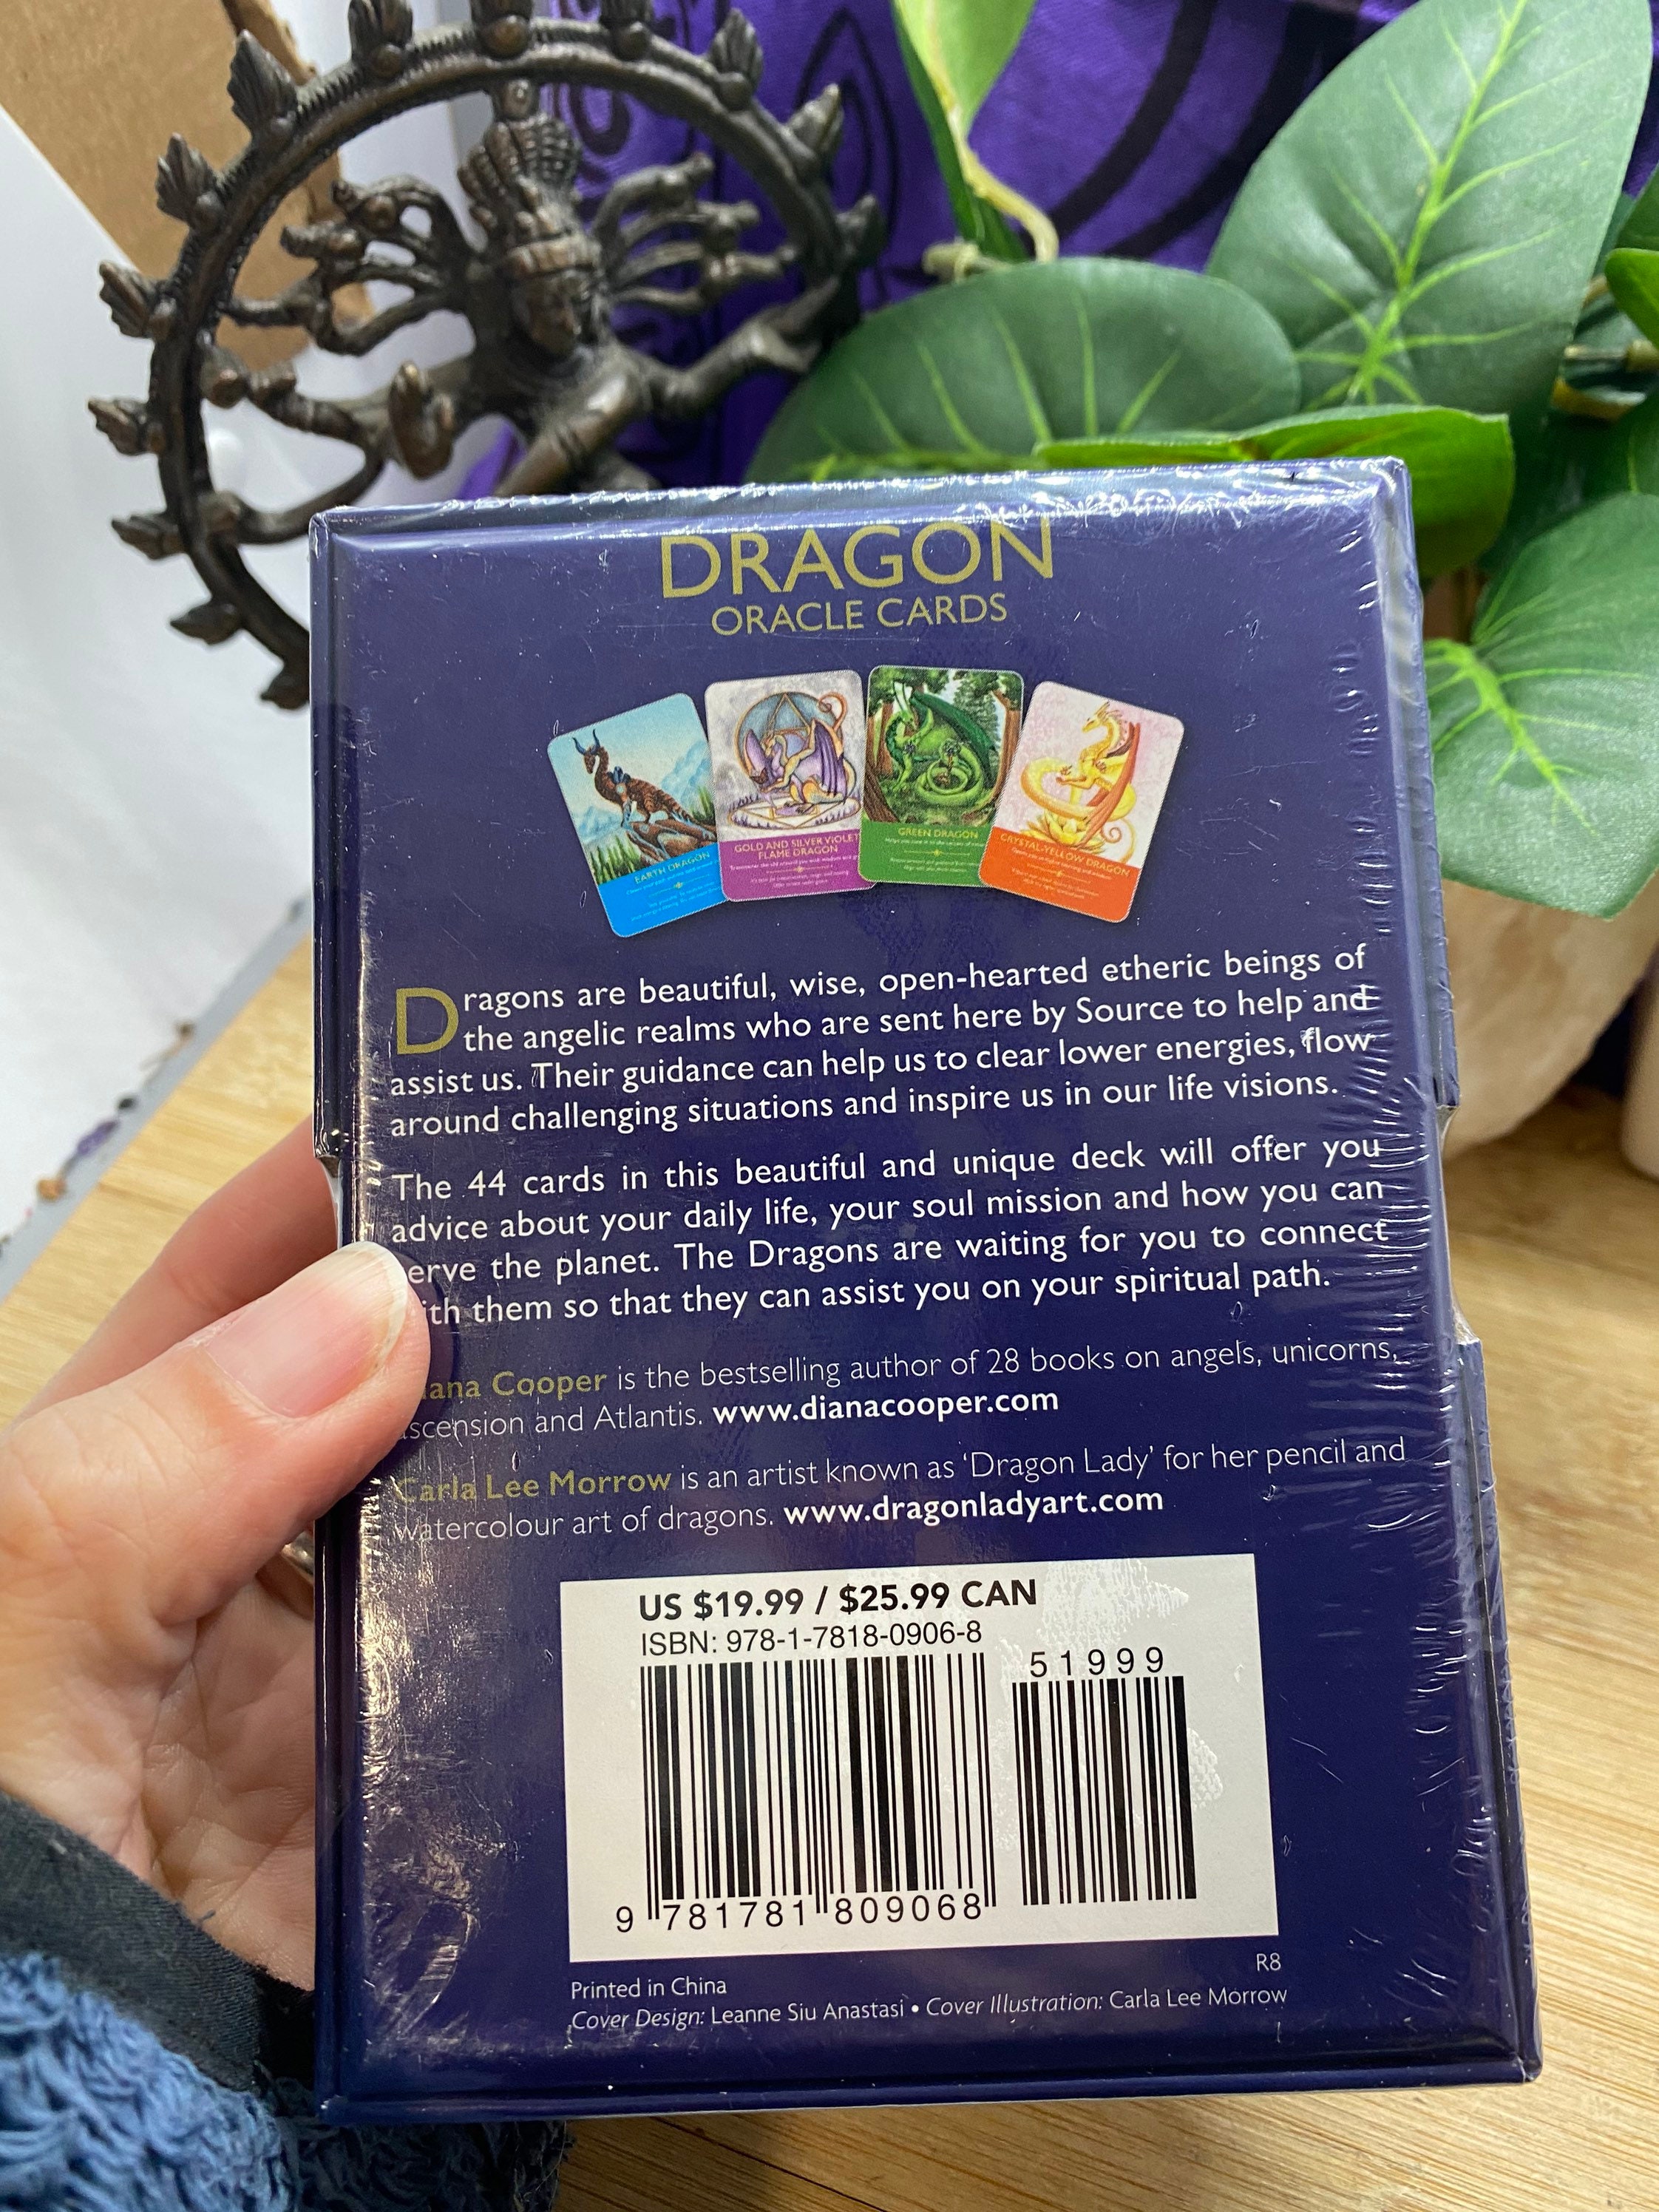 DRAGON
ORACLE CARDS
EARTH DRAGON
GOLD AND SILVER VIOLET
FLAME DRAGON
GREEN DRAGON
CRYSTAL-YELLOW DRAGON
Dragons are beautiful, wise, open-hearted etheric beings of
the angelic realms who are sent here by Source to help and
assist us. Their guidance can help us to clear lower energies, flow
around challenging situations and inspire us in our life visions.
The 44 cards in this beautiful and unique deck will offer you
advice about your daily life, your soul mission and how you can
erve the planet. The Dragons are waiting for you to connect
ith them so that they can assist you on your spiritual path.
iana Cooper is the bestselling author of 28 books on angels, unicorns,
scension and Atlantis. www.dianacooper.com
Carla Lee Morrow is an artist known as ‘Dragon Lady’ for her pencil and
watercolour art of dragons. www.dragonladyart.com
US $19.99 / $25.99 CAN
ISBN: 978-1-7818-0906-8
51999
9 781781 809068
R8
Printed in China
Cover Design: Leanne Siu Anastasi • Cover Illustration: Carla Lee Morrow